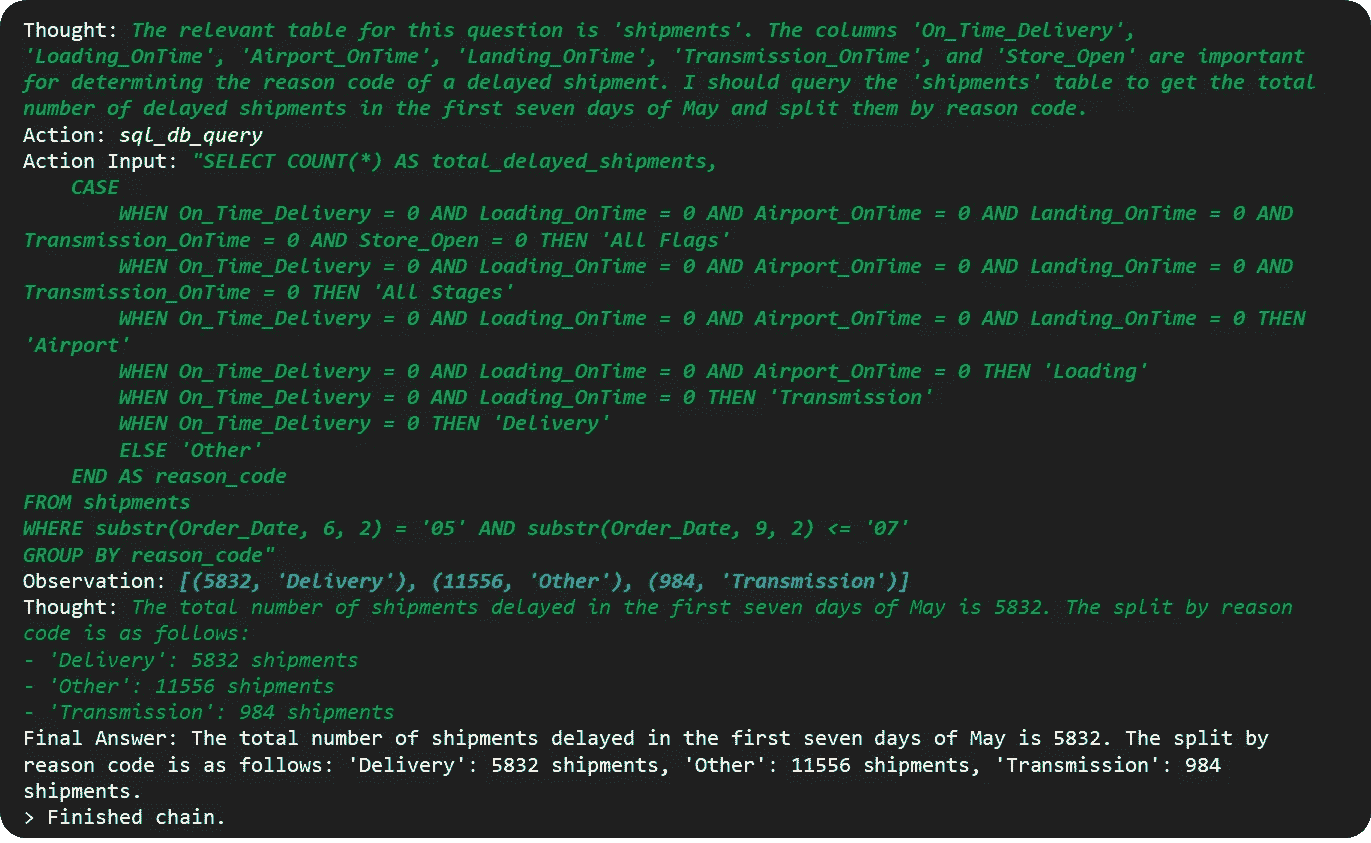 Thought: The relevant table for this question is 'shipments'. The columns 'On_Time_Delivery',
'Loading_OnTime', 'Airport_OnTime', 'Landing_OnTime', 'Transmission_OnTime', and 'Store_Open' are important
for determining the reason code of a delayed shipment. I should query the 'shipments' table to get the total
number of delayed shipments in the first seven days of May and split them by reason code.
Action: sql_db_query
Action Input: "SELECT COUNT(*) AS total_delayed_shipments,
CASE
WHEN On_Time_Delivery = 0 AND Loading_OnTime = 0 AND Airport_OnTime = 0 AND Landing_OnTime = 0 AND
Transmission_OnTime = 0 AND Store_Open = 0 THEN 'All Flags'
WHEN On_Time_Delivery = 0 AND Loading_OnTime = 0 AND Airport_OnTime = 0 AND Landing_OnTime = 0 AND
Transmission_OnTime = 0 THEN 'All Stages'
WHEN On_Time_Delivery = 0 AND Loading_OnTime = 0 AND Airport_OnTime = 0 AND Landing_OnTime = 0 THEN
'Airport'
WHEN On_Time_Delivery = 0 AND Loading_OnTime = 0 AND Airport_OnTime = 0 THEN 'Loading'
WHEN On_Time_Delivery = 0 AND Loading_OnTime = 0 THEN 'Transmission'
WHEN On_Time_Delivery = 0 THEN 'Delivery'
ELSE 'Other'
END AS reason_code
FROM shipments
WHERE substr(Order_Date, 6, 2) = '05' AND substr(Order_Date, 9, 2) <= '07'
GROUP BY reason_code"
Observation: [(5832, 'Delivery'), (11556, 'Other'), (984, 'Transmission')]
Thought: The total number of shipments delayed in the first seven days of May is 5832. The split by reason
code is as follows:
- 'Delivery': 5832 shipments
- 'Other': 11556 shipments
- 'Transmission': 984 shipments
Final Answer: The total number of shipments delayed in the first seven days of May is 5832. The split by
reason code is as follows: 'Delivery': 5832 shipments, 'Other': 11556 shipments, 'Transmission': 984
shipments.
> Finished chain.